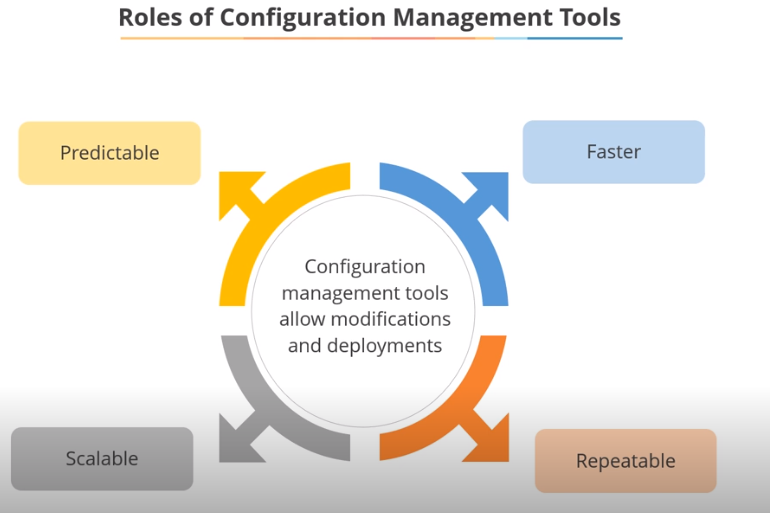 Roles of Configuration Management Tools
Predictable
Faster
Configuration
management tools
allow modifications
and deployments
Scalable
Repeatable